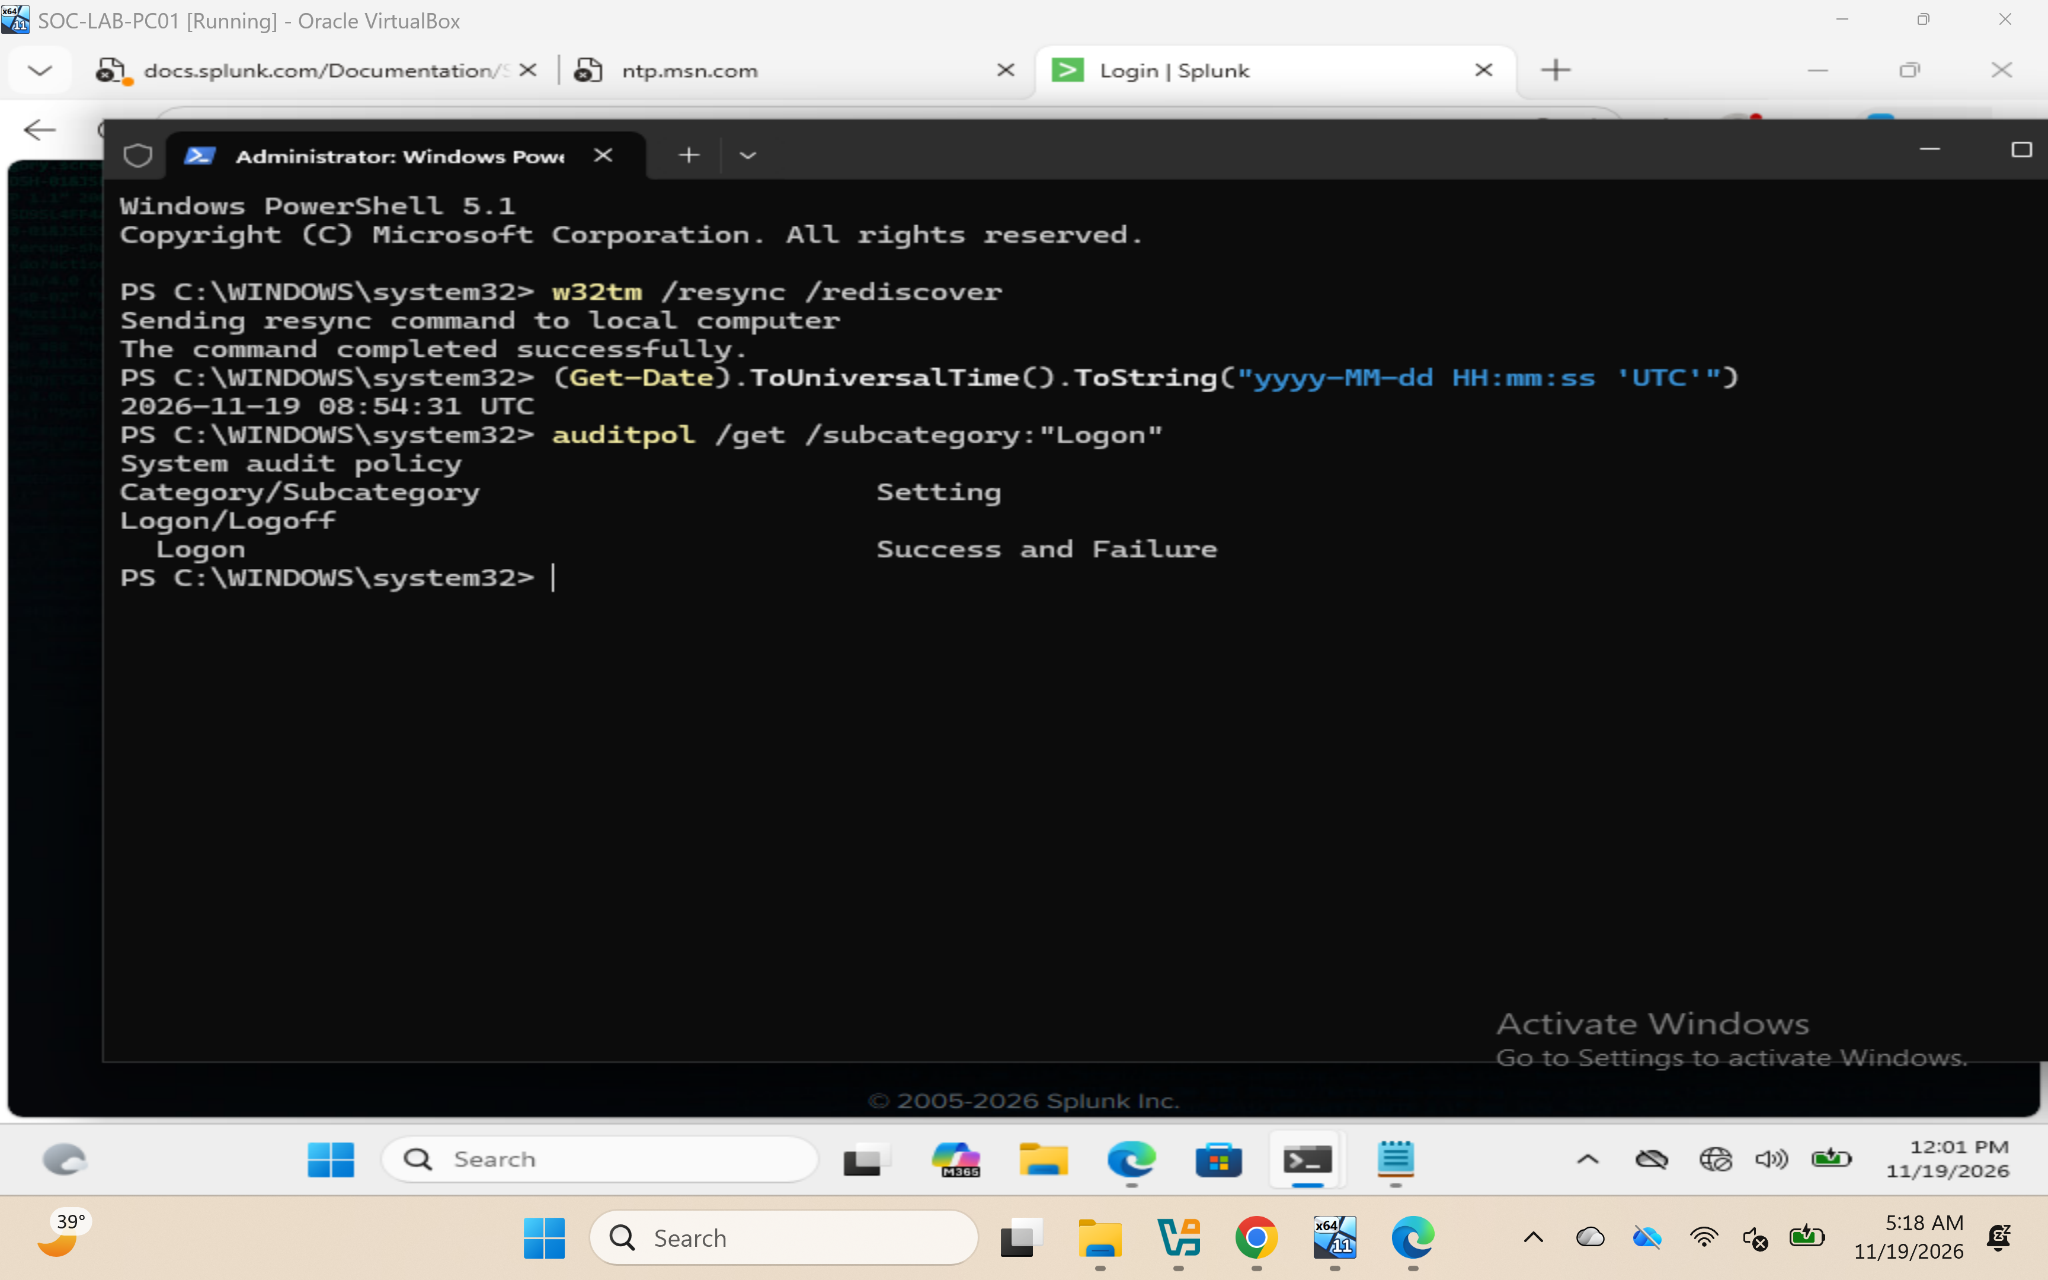 SOC-LAB-PC01 [Running] - Oracle VirtualBox
docs.splunk.com/Documentation/S
ntp.msn.com
Login | Splunk
Administrator: Windows Powe
Windows PowerShell 5.1
Copyright (C) Microsoft Corporation. All rights reserved.
PS C:\WINDOWS\system32> w32tm /resync /rediscover
Sending resync command to local computer
The command completed successfully.
PS C:\WINDOWS\system32> (Get-Date).ToUniversalTime().ToString("yyyy-MM-dd HH:mm:ss 'UTC'")
2026-11-19 08:54:31 UTC
PS C:\WINDOWS\system32> auditpol /get /subcategory:"Logon"
System audit policy
Category/Subcategory Setting
Logon/Logoff
Logon Success and Failure
PS C:\WINDOWS\system32>
Activate Windows
Go to Settings to activate Windows.
© 2005-2026 Splunk Inc.
Search
M365
12:01 PM
11/19/2026
39°
Search
x64
11
5:18 AM
11/19/2026